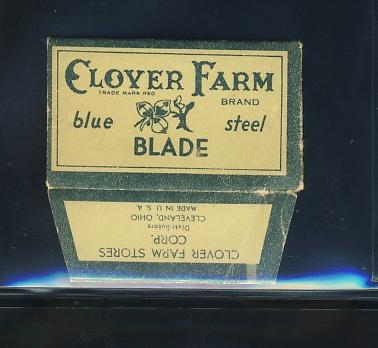 CLOVER FARM
TRADE MARK REG
BRAND
blue steel
BLADE
CLOVER FARM STORES
CORP.
Distributors
CLEVELAND, OHIO
MADE IN U. S. A